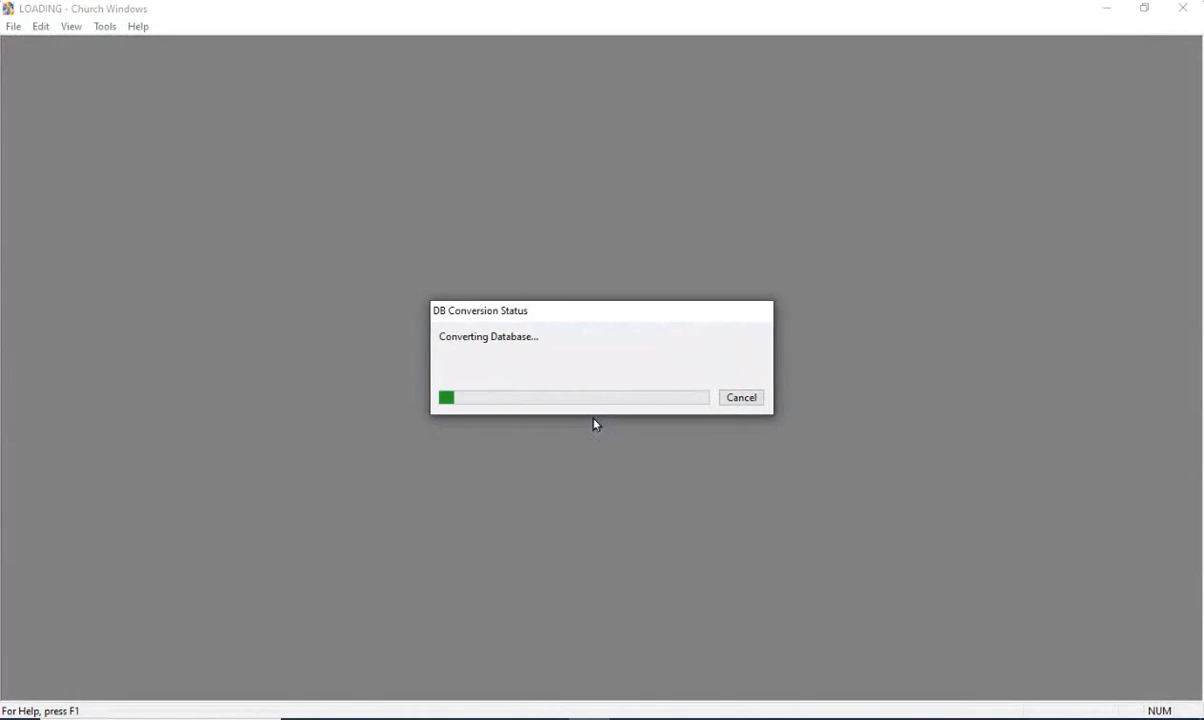 LOADING - Church Windows
File Edit View Tools Help
DB Conversion Status
Converting Database...
Cancel
For Help, press F1 NUM